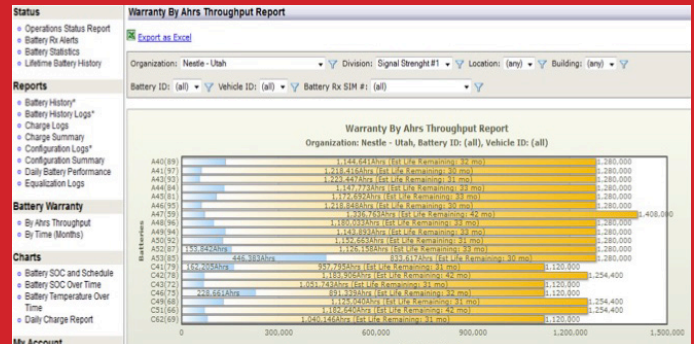 Status
Operations Status Report
Battery Rx Alerts
Battery Statistics
Lifetime Battery History
Reports
Battery History*
Battery History Logs*
Charge Logs
Charge Summary
Configuration Logs*
Configuration Summary
Daily Battery Performance
Equalization Logs
Battery Warranty
By Ahrs Throughput
By Time (Months)
Charts
Battery SOC and Schedule
Battery SOC Over Time
Battery Temperature Over
Time
Daily Charge Report
My Account
Warranty By Ahrs Throughput Report
Export as Excel
Organization: Nestle - Utah Division: Signal Strenght #1 Location: (any) Building: (any)
Battery ID: (all) Vehicle ID: (all) Battery Rx SIM #: (all)
Warranty By Ahrs Throughput Report
Organization: Nestle - Utah, Battery ID: (all), Vehicle ID: (all)
Batteries
A40(89) 1,144,641Ahrs (Est Life Remaining: 32 mo) 1,280,000
A41(97) 1,218,416Ahrs (Est Life Remaining: 30 mo) 1,280,000
A43(93) 1,223,447Ahrs (Est Life Remaining: 31 mo) 1,280,000
A44(84) 1,147,773Ahrs (Est Life Remaining: 33 mo) 1,280,000
A45(81) 1,172,692Ahrs (Est Life Remaining: 33 mo) 1,280,000
A46(95) 1,218,848Ahrs (Est Life Remaining: 30 mo) 1,280,000
A47(59) 1,336,763Ahrs (Est Life Remaining: 42 mo) 1,408,000
A48(96) (Est Life Remaining: 33 mo) 1,280,000
A49(94) 1,143,893Ahrs (Est Life Remaining: 33 mo) 1,280,000
A50(92) 1,152,663Ahrs (Est Life Remaining: 31 mo) 1,280,000
A52(87) 153,842Ahrs 1,126,158Ahrs (Est Life Remaining: 33 mo) 1,280,000
A53(85) 446,383Ahrs 833,617Ahrs (Est Life Remaining: 30 mo) 1,280,000
C41(79) 162,205Ahrs 957,795Ahrs (Est Life Remaining: 31 mo) 1,120,000
C42(78) 1,183,906Ahrs (Est Life Remaining: 42 mo) 1,254,400
C43(72) 1,051,743Ahrs (Est Life Remaining: 31 mo) 1,120,000
C46(75) 228,661Ahrs 891,339Ahrs (Est Life Remaining: 32 mo) 1,120,000
C49(68) 1,125,040Ahrs (Est Life Remaining: 31 mo) 1,254,400
C51(66) 1,182,640Ahrs (Est Life Remaining: 42 mo) 1,254,400
C62(69) 1,040,146Ahrs (Est Life Remaining: 31 mo) 1,120,000
0 300,000 600,000 900,000 1,200,000 1,500,000